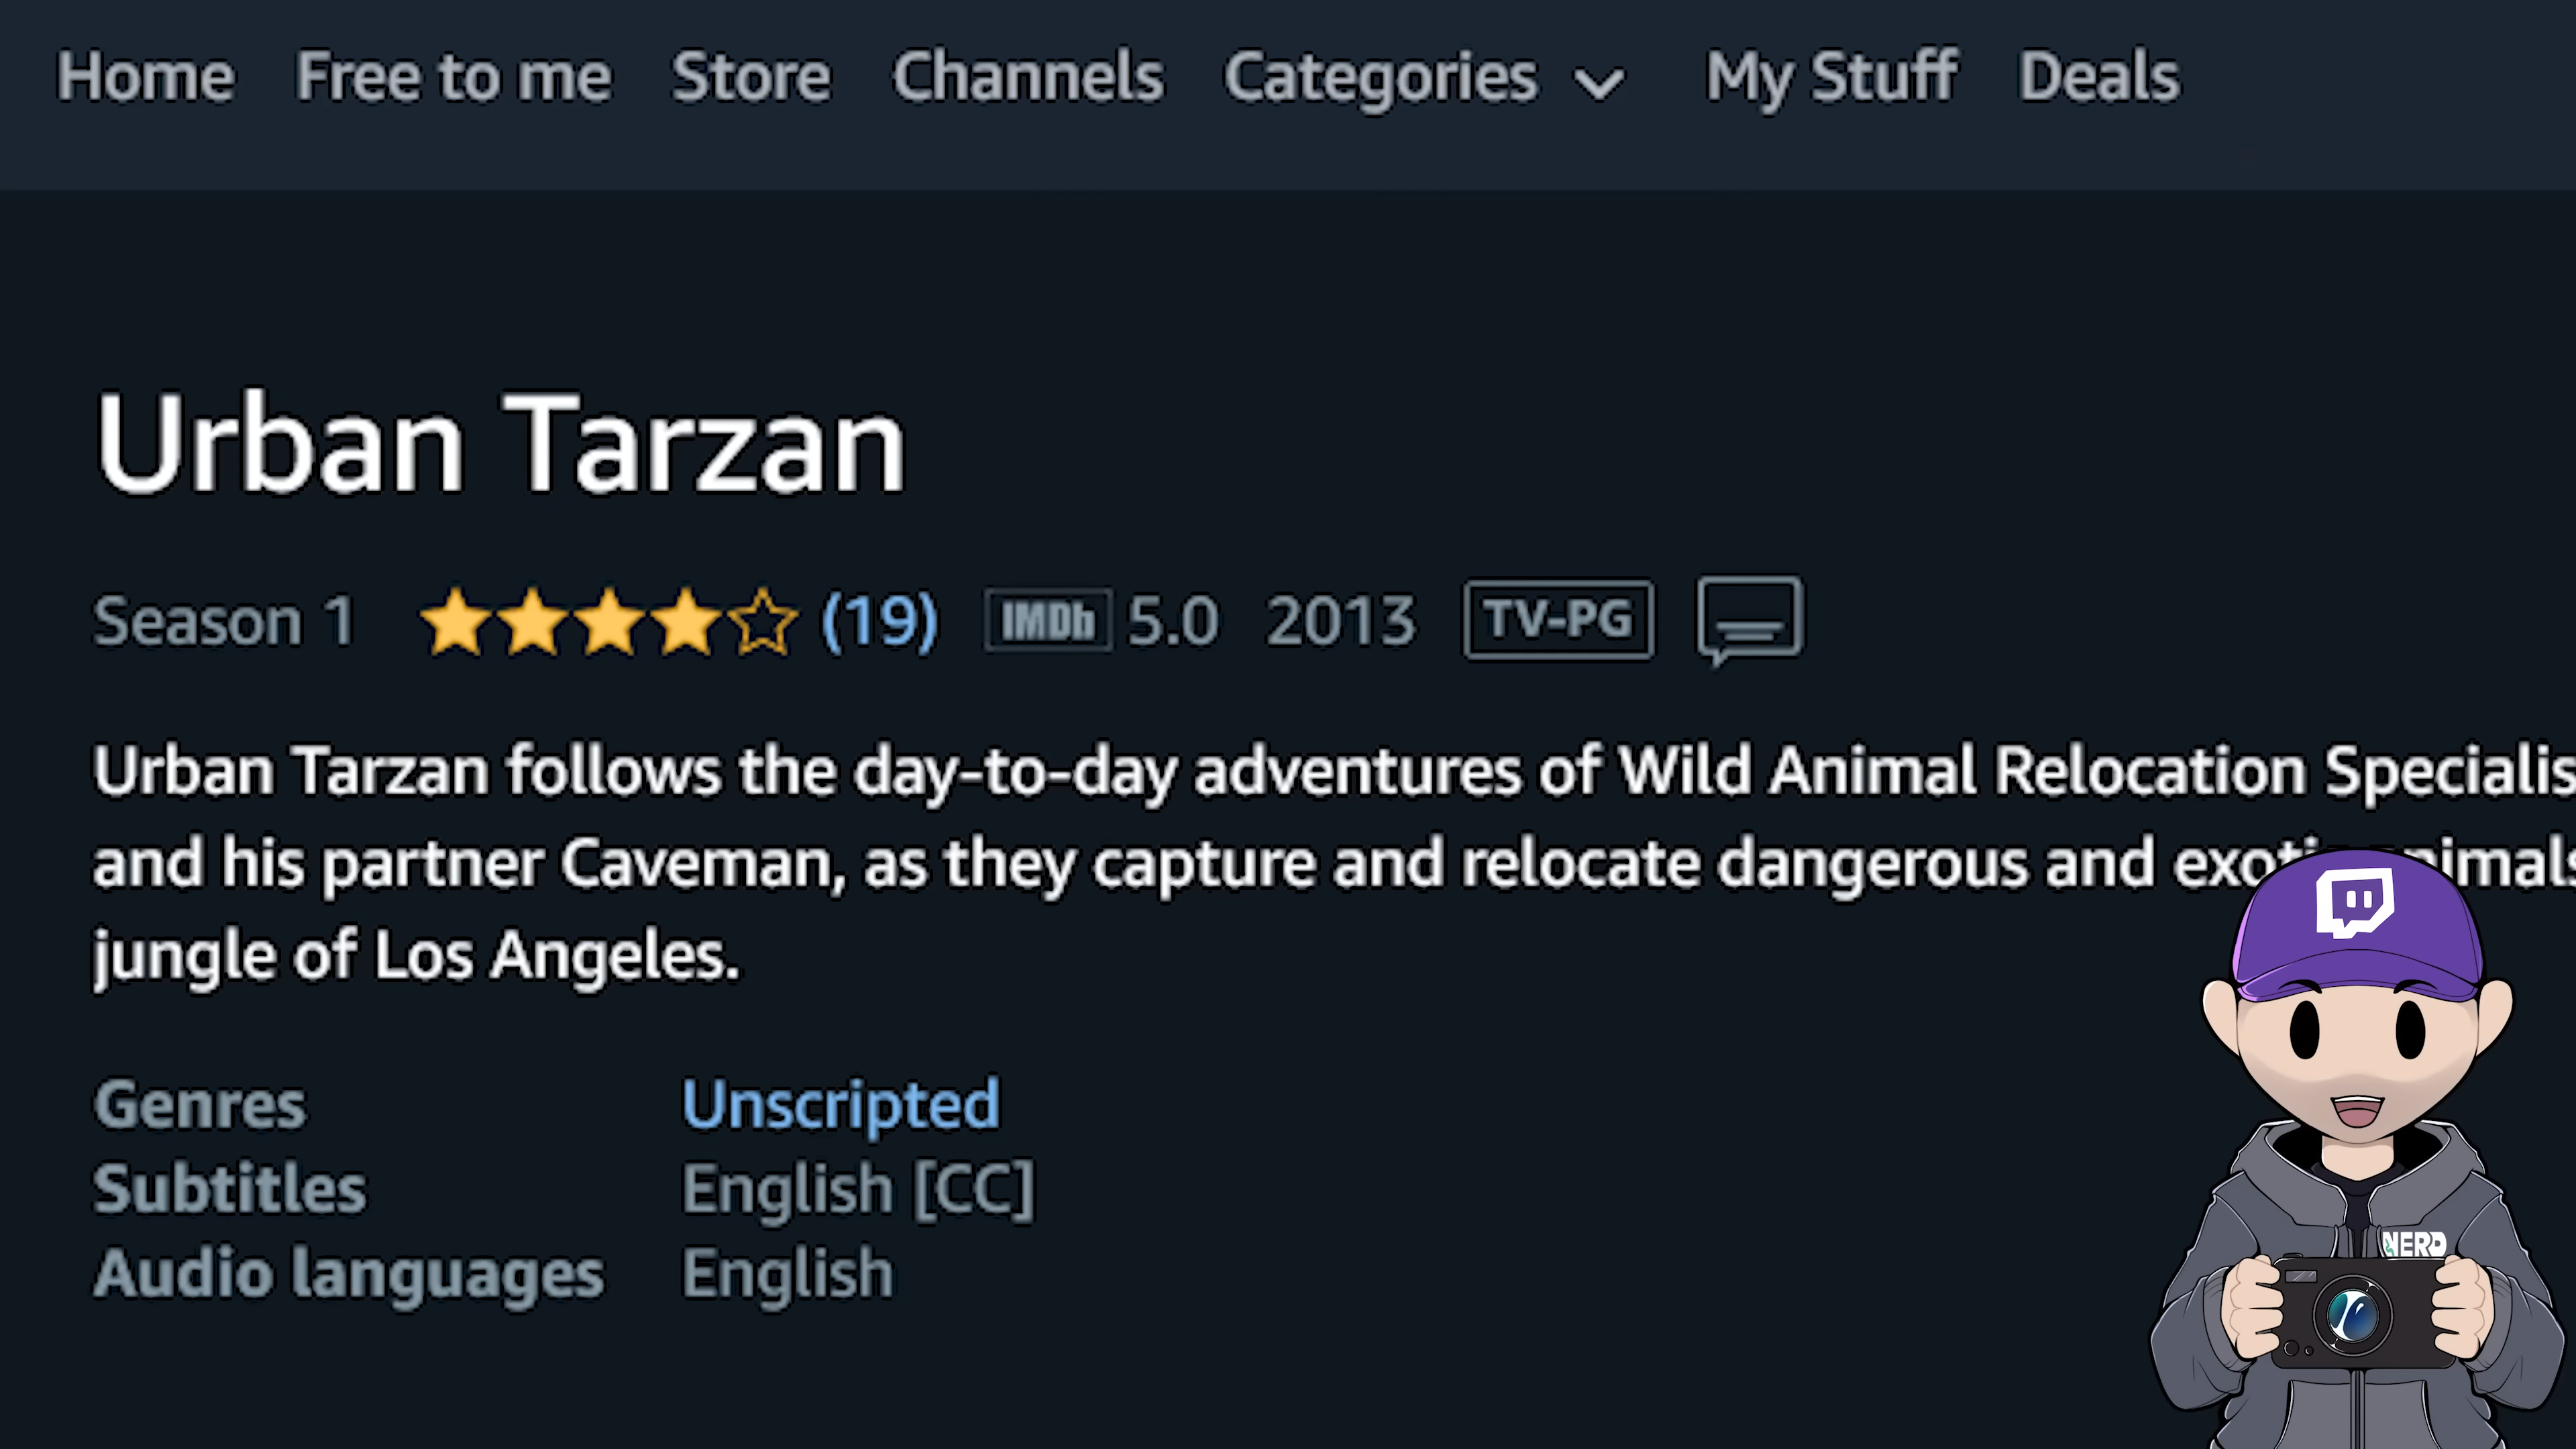 Home Free to me Store Channels Categories My Stuff Deals
Urban Tarzan
Season 1 (19) IMDb 5.0 2013 TV-PG
Urban Tarzan follows the day-to-day adventures of Wild Animal Relocation Specialis
and his partner Caveman, as they capture and relocate dangerous and
jungle of Los Angeles.
Genres Unscripted
Subtitles English [CC]
Audio languages English
NERD